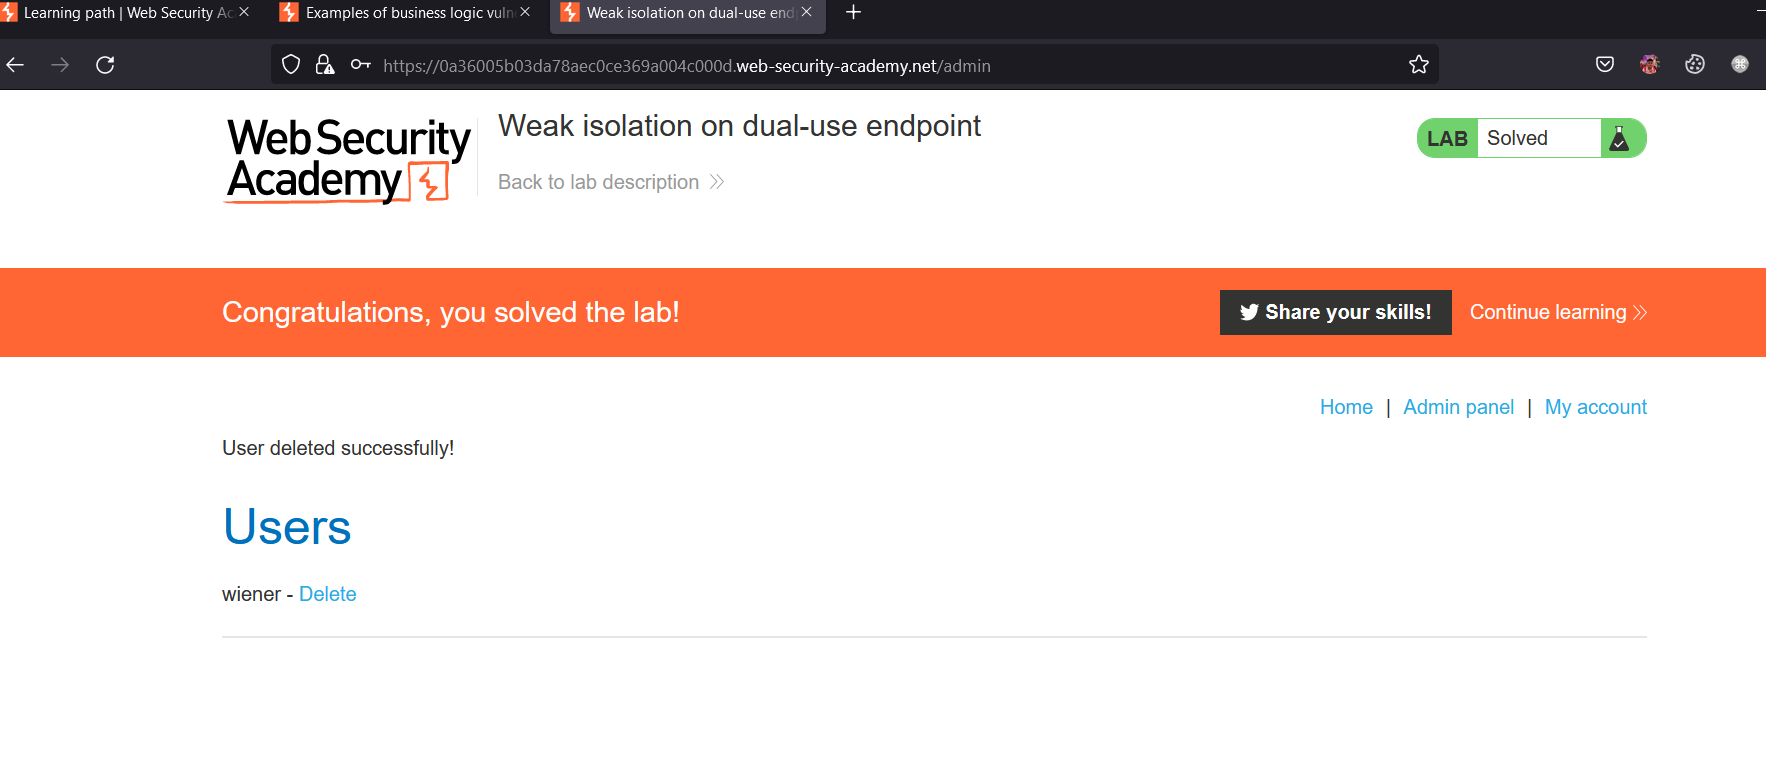 Learning path | Web Security Ac
Examples of business logic vuln
Weak isolation on dual-use end
https://0a36005b03da78aec0ce369a004c000d.web-security-academy.net/admin
Web Security
Academy
Weak isolation on dual-use endpoint
Back to lab description
LAB Solved
Congratulations, you solved the lab!
Share your skills!
Continue learning
Home | Admin panel | My account
User deleted successfully!
Users
wiener - Delete